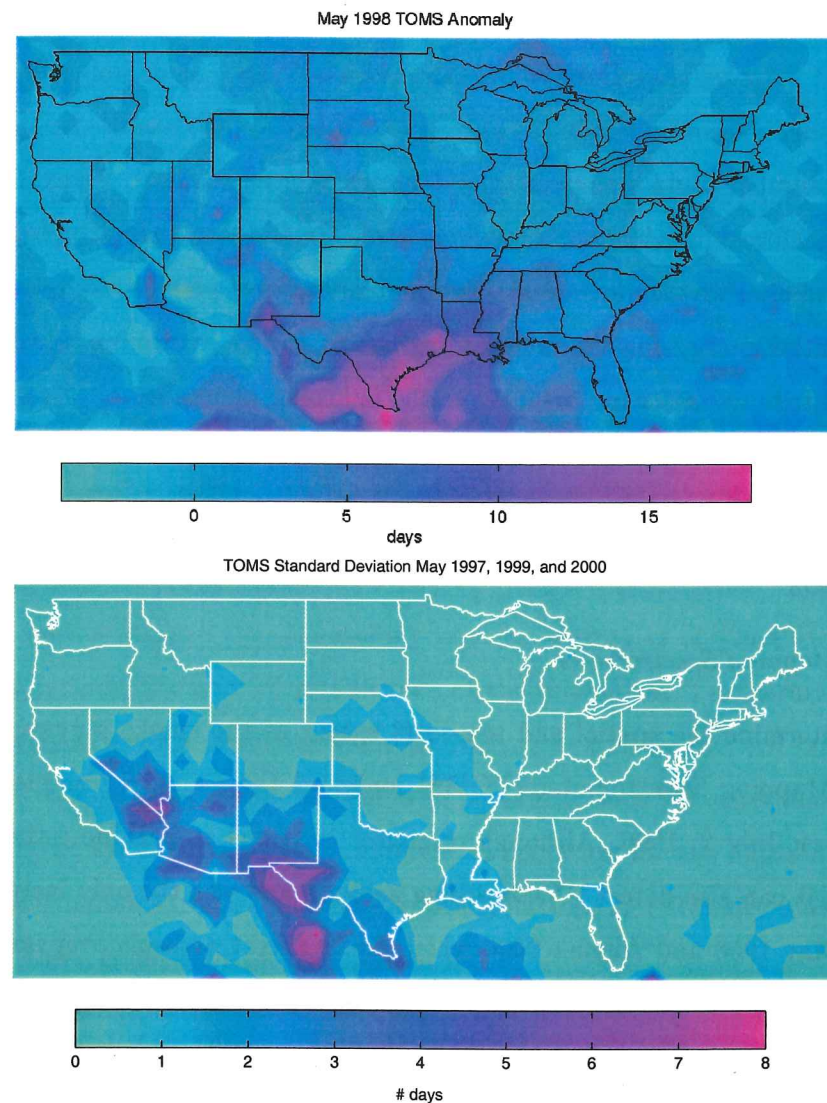 May 1998 TOMS Anomaly
0 5 10 15
days
TOMS Standard Deviation May 1997, 1999, and 2000
0 1 2 3 4 5 6 7 8
# days